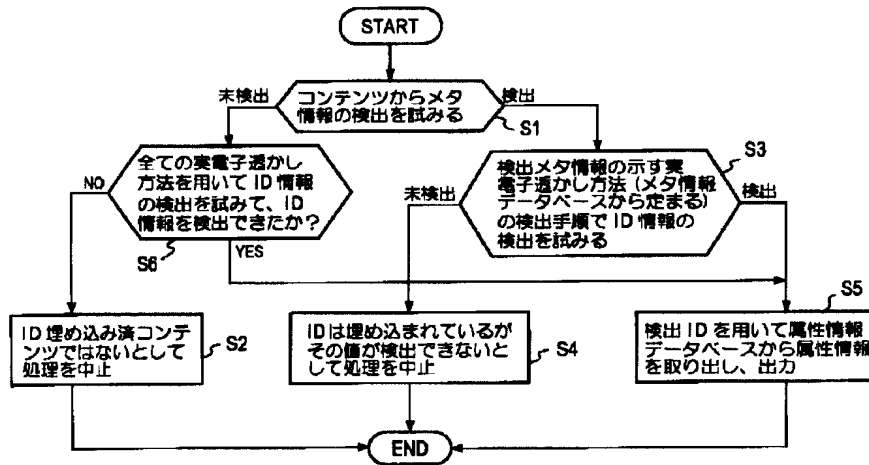 START
コンテンツからメタ
情報の検出を試みる
未検出
検出
S1
全ての実電子透かし
方法を用いてID情報
の検出を試みて、ID
情報を検出できたか？
NO
YES
S6
検出メタ情報の示す実
電子透かし方法（メタ情報
データベースから定まる）
の検出手順でID情報の
検出を試みる
S3
未検出
検出
ID埋め込み済コンテ
ンツではないとして
処理を中止
S2
IDは埋め込まれているが
その値が検出できないと
して処理を中止
S4
検出IDを用いて属性情報
データベースから属性情報
を取り出し、出力
S5
END